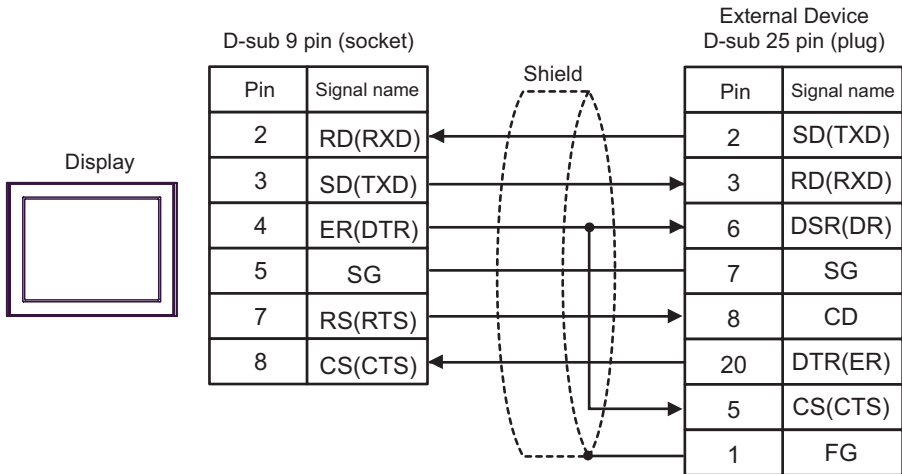 External Device
D-sub 9 pin (socket) D-sub 25 pin (plug)
Shield
Pin Signal name Pin Signal name
2 RD(RXD) 2 SD(TXD)
Display
3 SD(TXD) 3 RD(RXD)
4 ER(DTR) 6 DSR(DR)
5 SG 7 SG
7 RS(RTS) 8 CD
8 CS(CTS) 20 DTR(ER)
5 CS(CTS)
1 FG